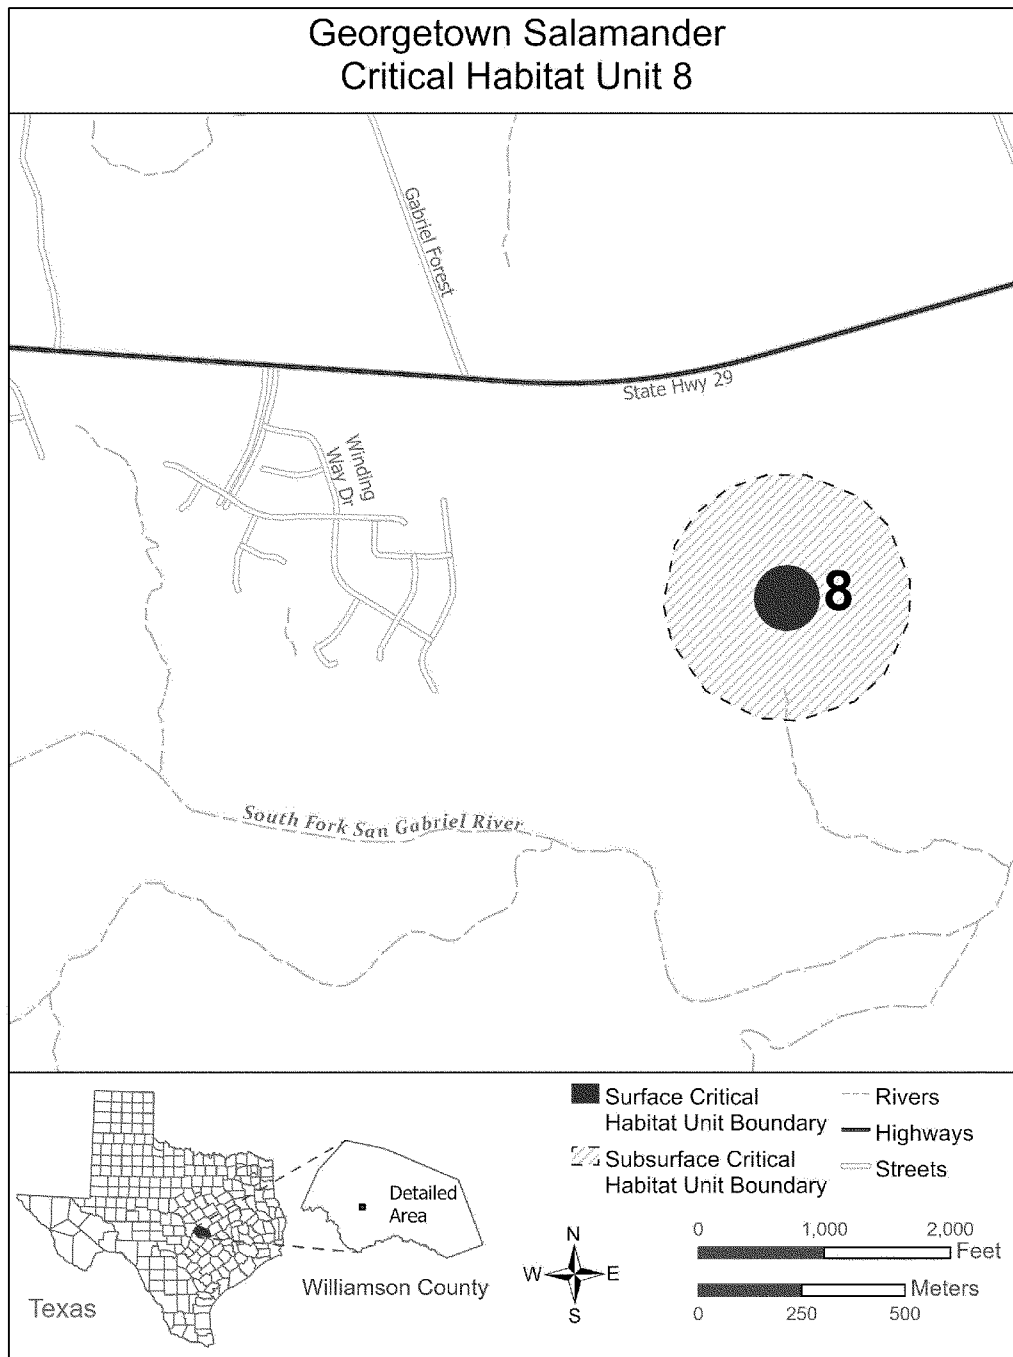 Georgetown Salamander
Critical Habitat Unit 8
Gabriel Forest
State Hwy 29
Winding
Way Dr
8
South Fork San Gabriel River
Surface Critical
Habitat Unit Boundary
Subsurface Critical
Habitat Unit Boundary
Rivers
Highways
Streets
Detailed
Area
Williamson County
Texas
N
W
E
S
0 1,000 2,000
Feet
Meters
0 250 500